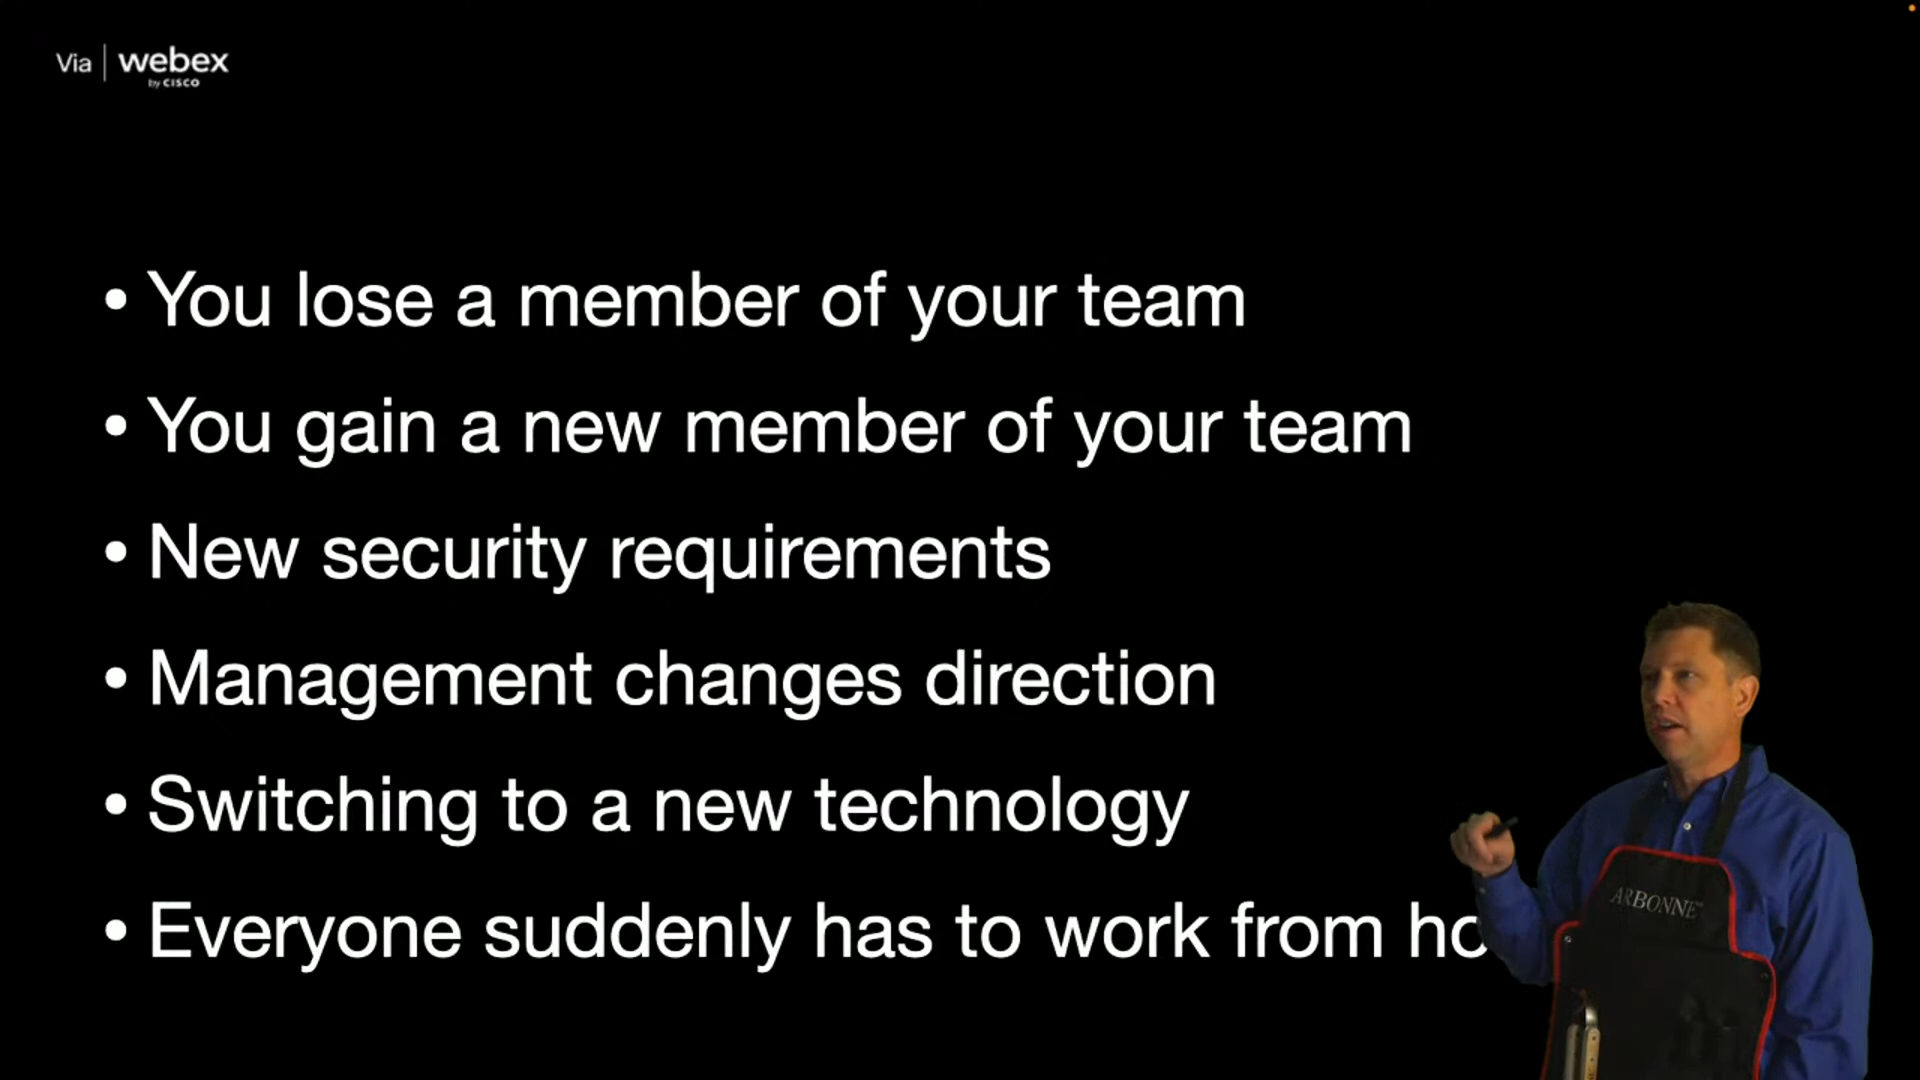 Via | webex
by CISCO
• You lose a member of your team
• You gain a new member of your team
• New security requirements
• Management changes direction
• Switching to a new technology
• Everyone suddenly has to work from ho
ARBONNE